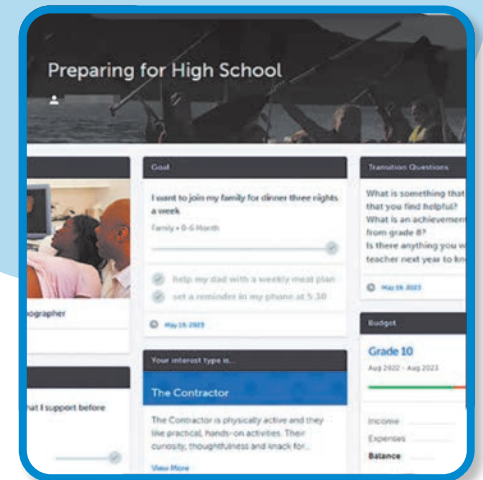 Preparing for High School
ographer
hat I support before
Goal
I want to join my family for dinner three nights
a week
Family • 0-6 Month
help my dad with a weekly meal plan
set a reminder in my phone at 5:30
May 19, 2023
Your interest type is...
The Contractor
The Contractor is physically active and they
like practical, hands-on activities. Their
curiosity, thoughtfulness and knack for...
View More
Transition Questions
What is something that
that you find helpful?
What is an achievement
from grade 8?
Is there anything you w
teacher next year to kn
May 19, 2023
Budget
Grade 10
Aug 2022 - Aug 2023
Income
Expenses
Balance